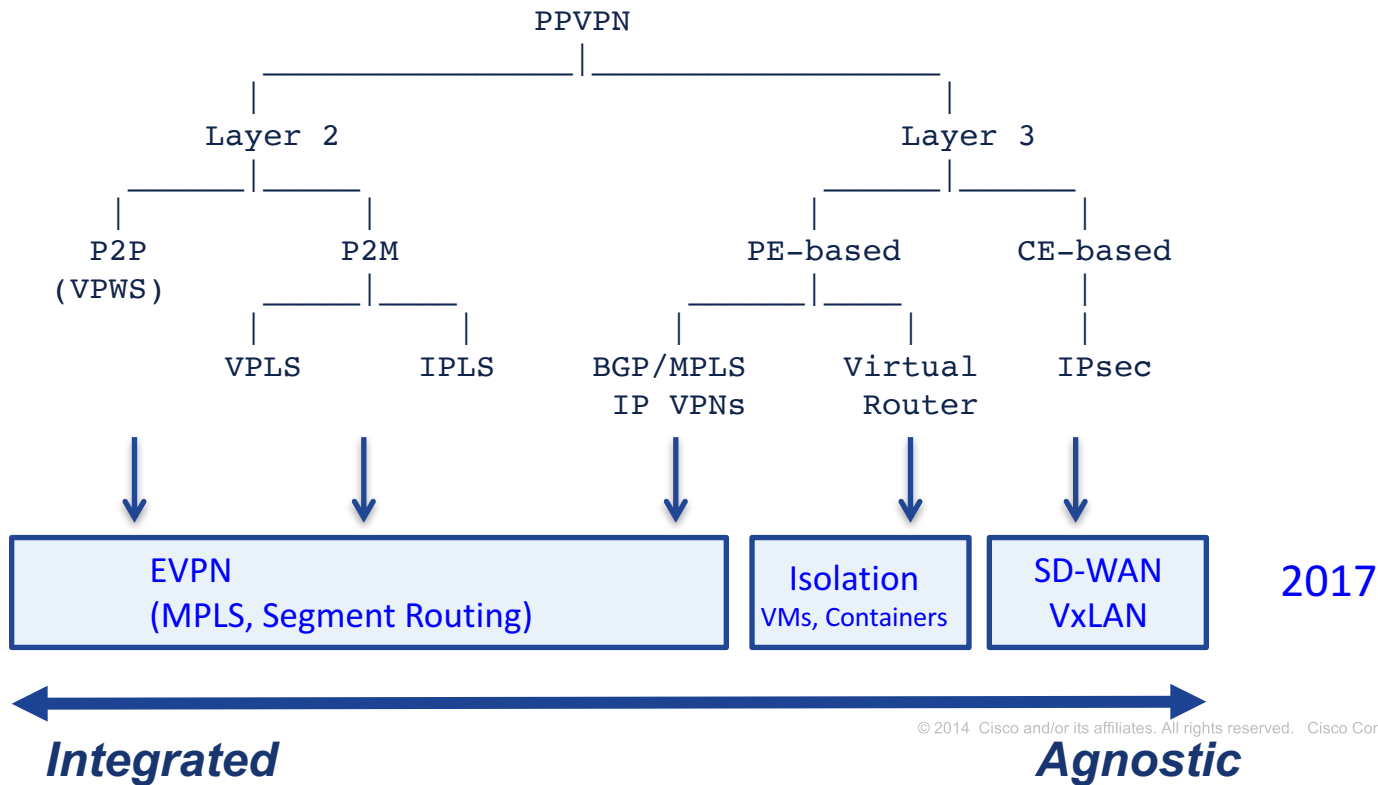 PPVPN
Layer 2 Layer 3
P2P P2M PE-based CE-based
(VPWS)
VPLS IPLS BGP/MPLS Virtual IPsec
IP VPNs Router
EVPN
(MPLS, Segment Routing)
Isolation
VMs, Containers
SD-WAN
VxLAN
2017
© 2014 Cisco and/or its affiliates. All rights reserved. Cisco Cor
Integrated Agnostic